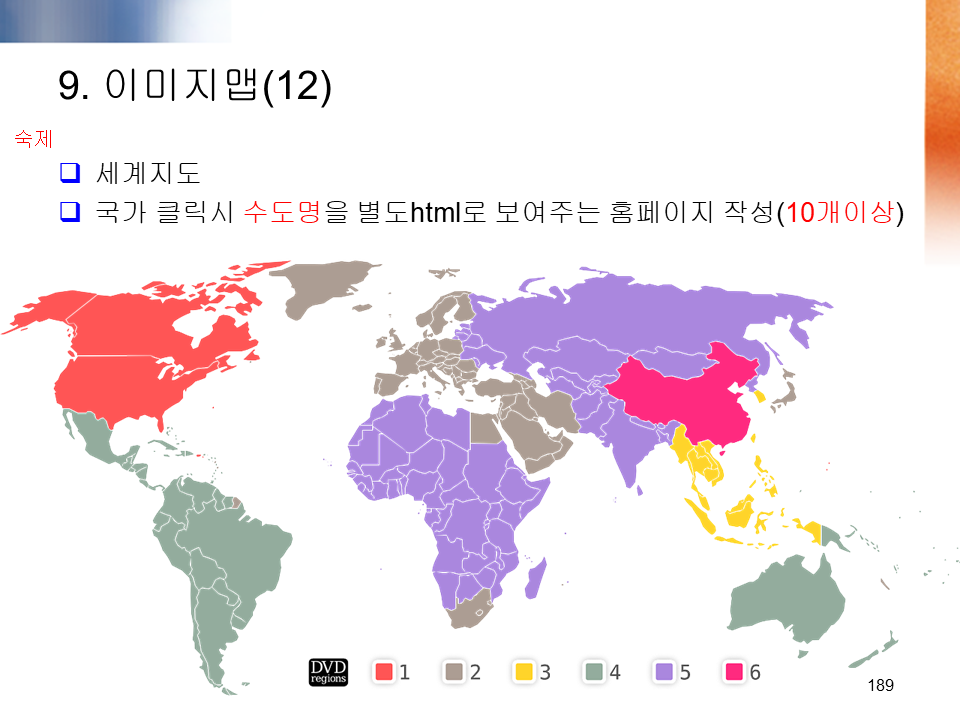 9. 이미지맵(12)
숙제
세계지도
국가 클릭시 수도명을 별도html로 보여주는 홈페이지 작성(10개이상)
DVD
regions
1 2 3 4 5 6
189